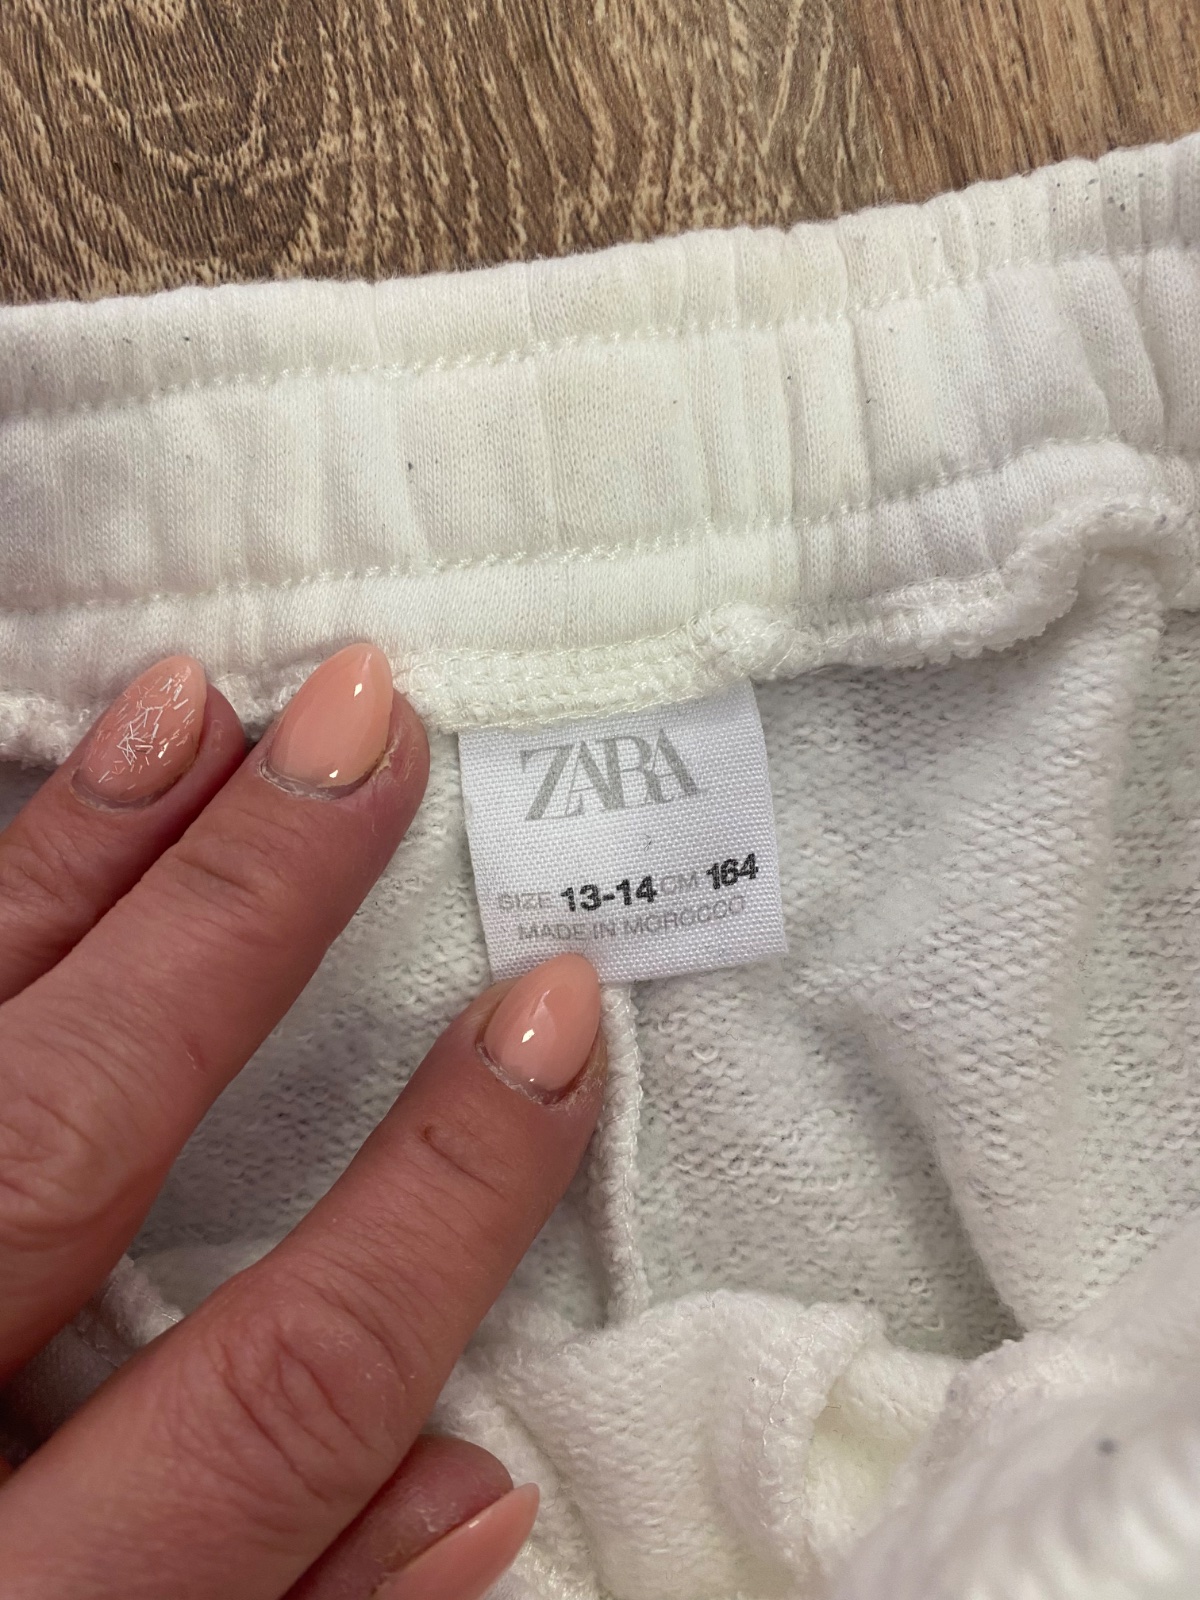 ZARA
SIZE 13-14 CM 164
MADE IN MOROCCO